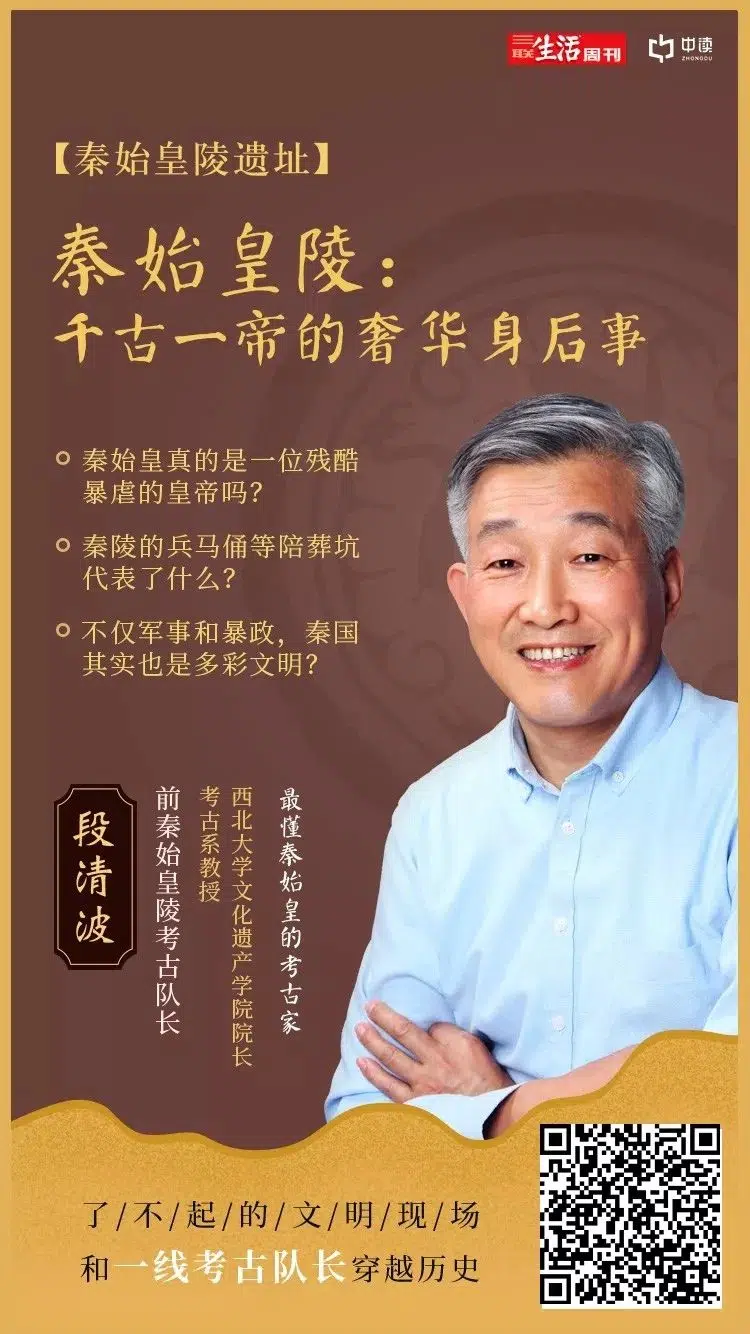 三联生活周刊
中读
ZHONGDU
【秦始皇陵遗址】
秦始皇陵:
千古一帝的奢华身后事
秦始皇真的是一位残酷
暴虐的皇帝吗?
秦陵的兵马俑等陪葬坑
代表了什么?
不仅军事和暴政,秦国
其实也是多彩文明?
最懂秦始皇的考古家
西北大学文化遗产学院院长
考古系教授
前秦始皇陵考古队长
段清波
了/不/起/的/文/明/现/场
和一线考古队长穿越历史